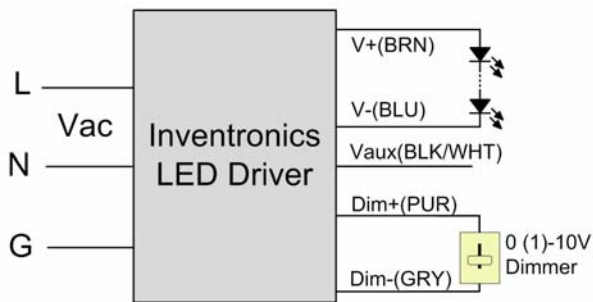 L
Vac
N
G
Inventronics
LED Driver
V+(BRN)
V-(BLU)
Vaux(BLK/WHT)
Dim+(PUR)
Dim-(GRY)
0 (1)-10V
Dimmer